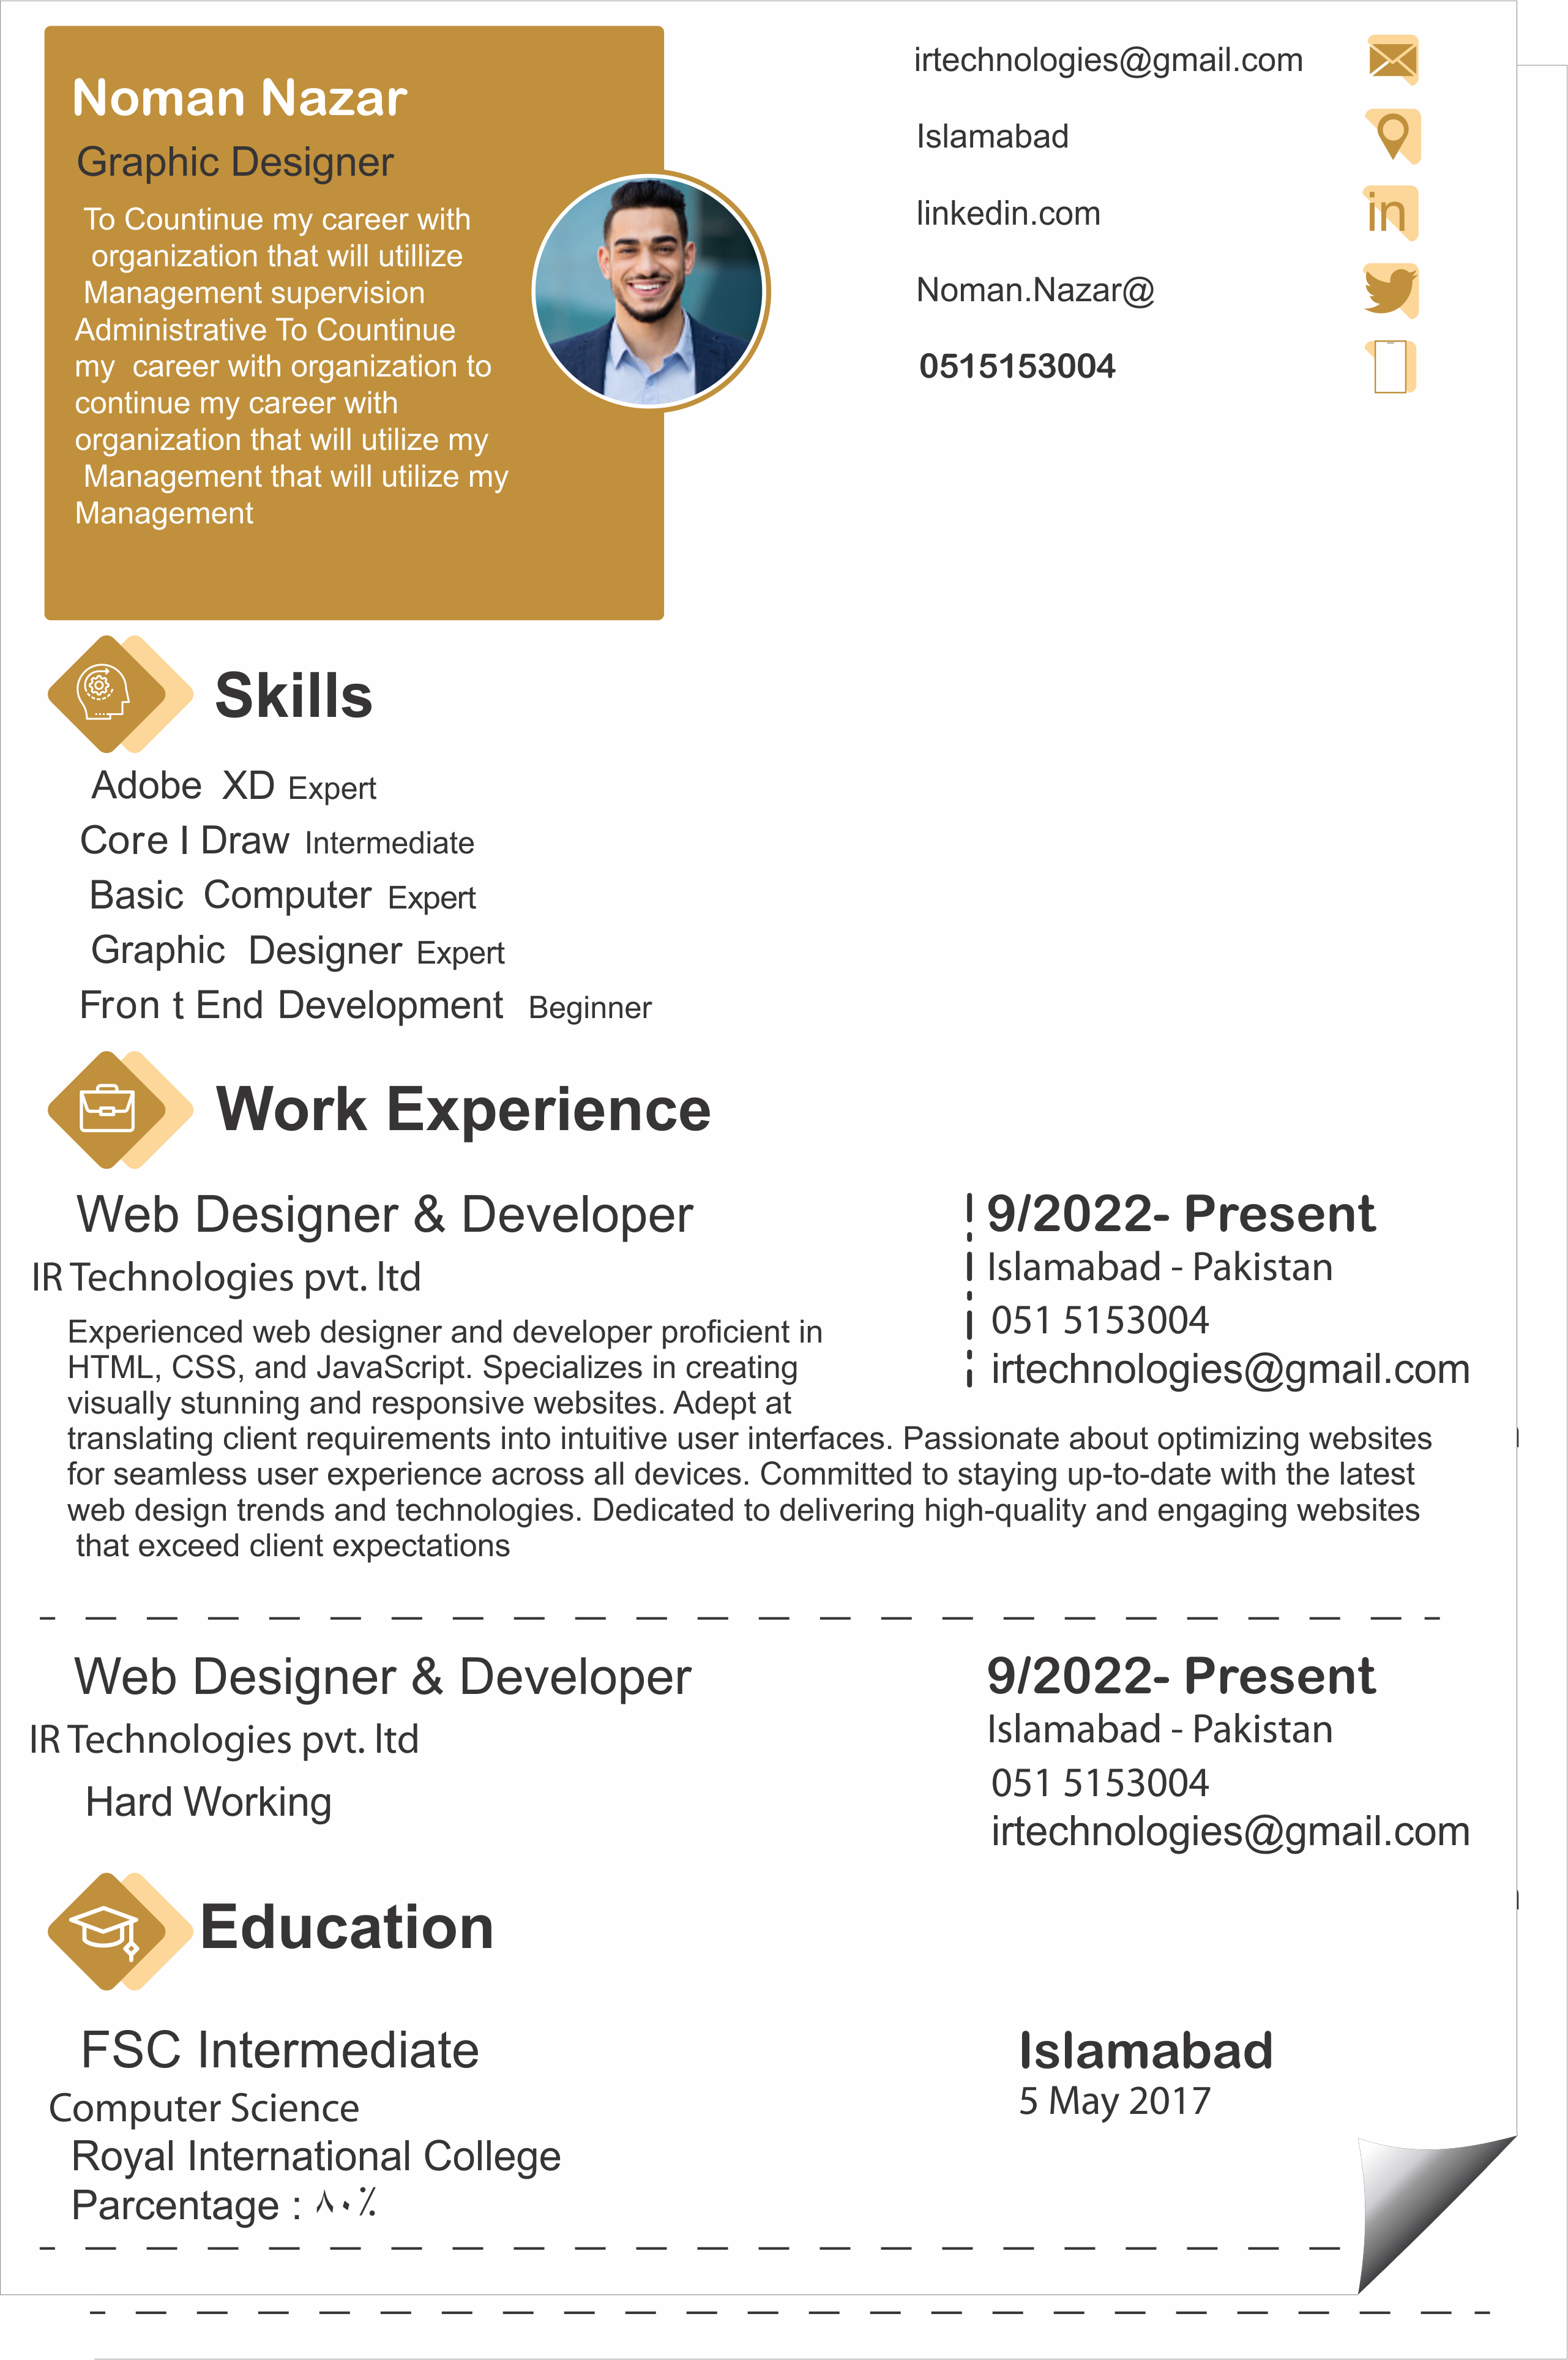 Noman Nazar
Graphic Designer
To Countinue my career with
organization that will utillize
Management supervision
Administrative To Countinue
my career with organization to
continue my career with
organization that will utilize my
Management that will utilize my
Management
irtechnologies@gmail.com
Islamabad
linkedin.com
in
Noman.Nazar@
0515153004
Skills
Adobe XD Expert
Core l Draw Intermediate
Basic Computer Expert
Graphic Designer Expert
Fron t End Development Beginner
Work Experience
Web Designer & Developer
IR Technologies pvt. ltd
9/2022- Present
Islamabad - Pakistan
051 5153004
irtechnologies@gmail.com
Experienced web designer and developer proficient in
HTML, CSS, and JavaScript. Specializes in creating
visually stunning and responsive websites. Adept at
translating client requirements into intuitive user interfaces. Passionate about optimizing websites
for seamless user experience across all devices. Committed to staying up-to-date with the latest
web design trends and technologies. Dedicated to delivering high-quality and engaging websites
that exceed client expectations
Web Designer & Developer
IR Technologies pvt. ltd
Hard Working
9/2022- Present
Islamabad - Pakistan
051 5153004
irtechnologies@gmail.com
Education
FSC Intermediate
Computer Science
Royal International College
Parcentage : ٨٠٪
Islamabad
5 May 2017